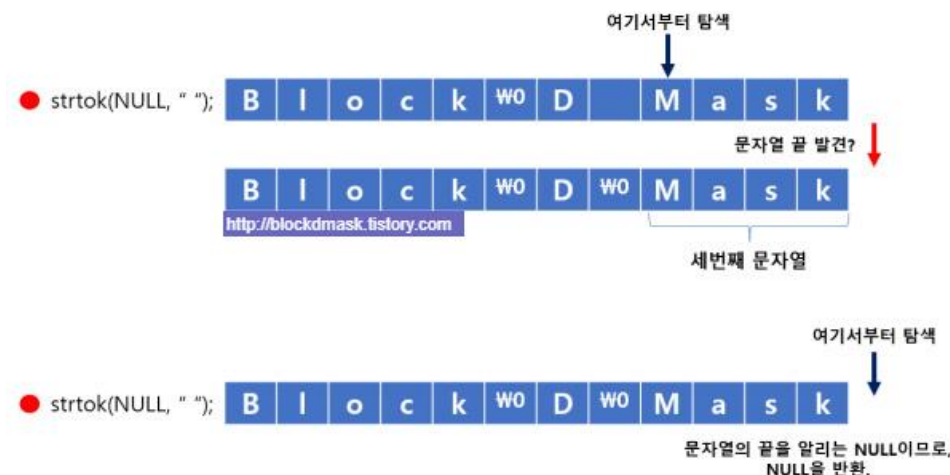 여기서부터 탐색
strtok(NULL, “ “); B l o c k ₩0 D M a s k
문자열 끝 발견?
B l o c k ₩0 D ₩0 M a s k
http://blockdmask.tistory.com
세번째 문자열
여기서부터 탐색
strtok(NULL, “ “); B l o c k ₩0 D ₩0 M a s k
문자열의 끝을 알리는 NULL이므로,
NULL을 반환.